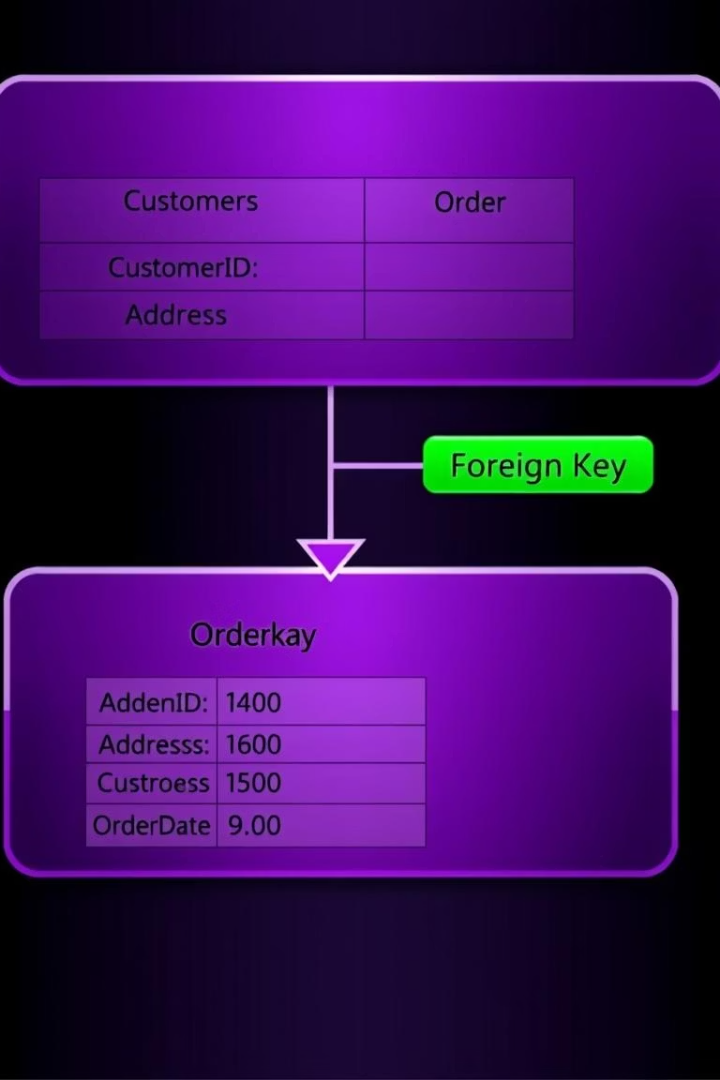 Customers Order
CustomerID:
Address
Foreign Key
Orderkay
AddenID: 1400
Addresss: 1600
Custroess 1500
OrderDate 9.00